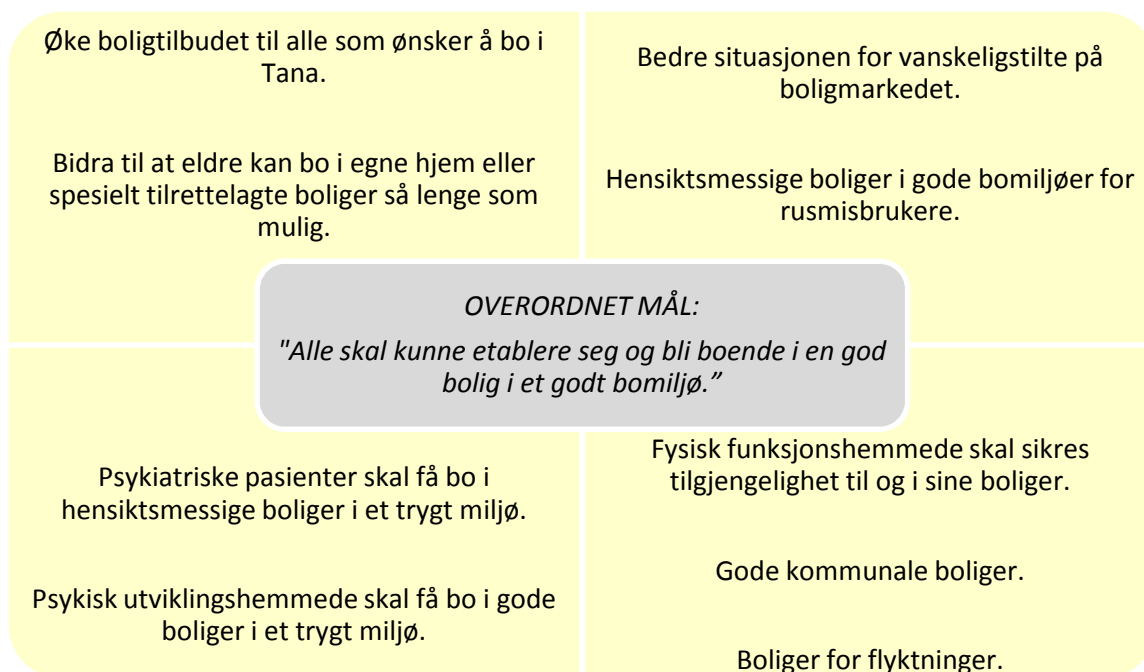 Øke boligtilbudet til alle som ønsker å bo i
Tana.
Bidra til at eldre kan bo i egne hjem eller
spesielt tilrettelagte boliger så lenge som
mulig.
Bedre situasjonen for vanskeligstilte på
boligmarkedet.
Hensiktsmessige boliger i gode bomiljøer for
rusmisbrukere.
OVERORDNET MÅL:
"Alle skal kunne etablere seg og bli boende i en god
bolig i et godt bomiljø.”
Psykiatriske pasienter skal få bo i
hensiktsmessige boliger i et trygt miljø.
Psykisk utviklingshemmede skal få bo i gode
boliger i et trygt miljø.
Fysisk funksjonshemmede skal sikres
tilgjengelighet til og i sine boliger.
Gode kommunale boliger.
Boliger for flyktninger.